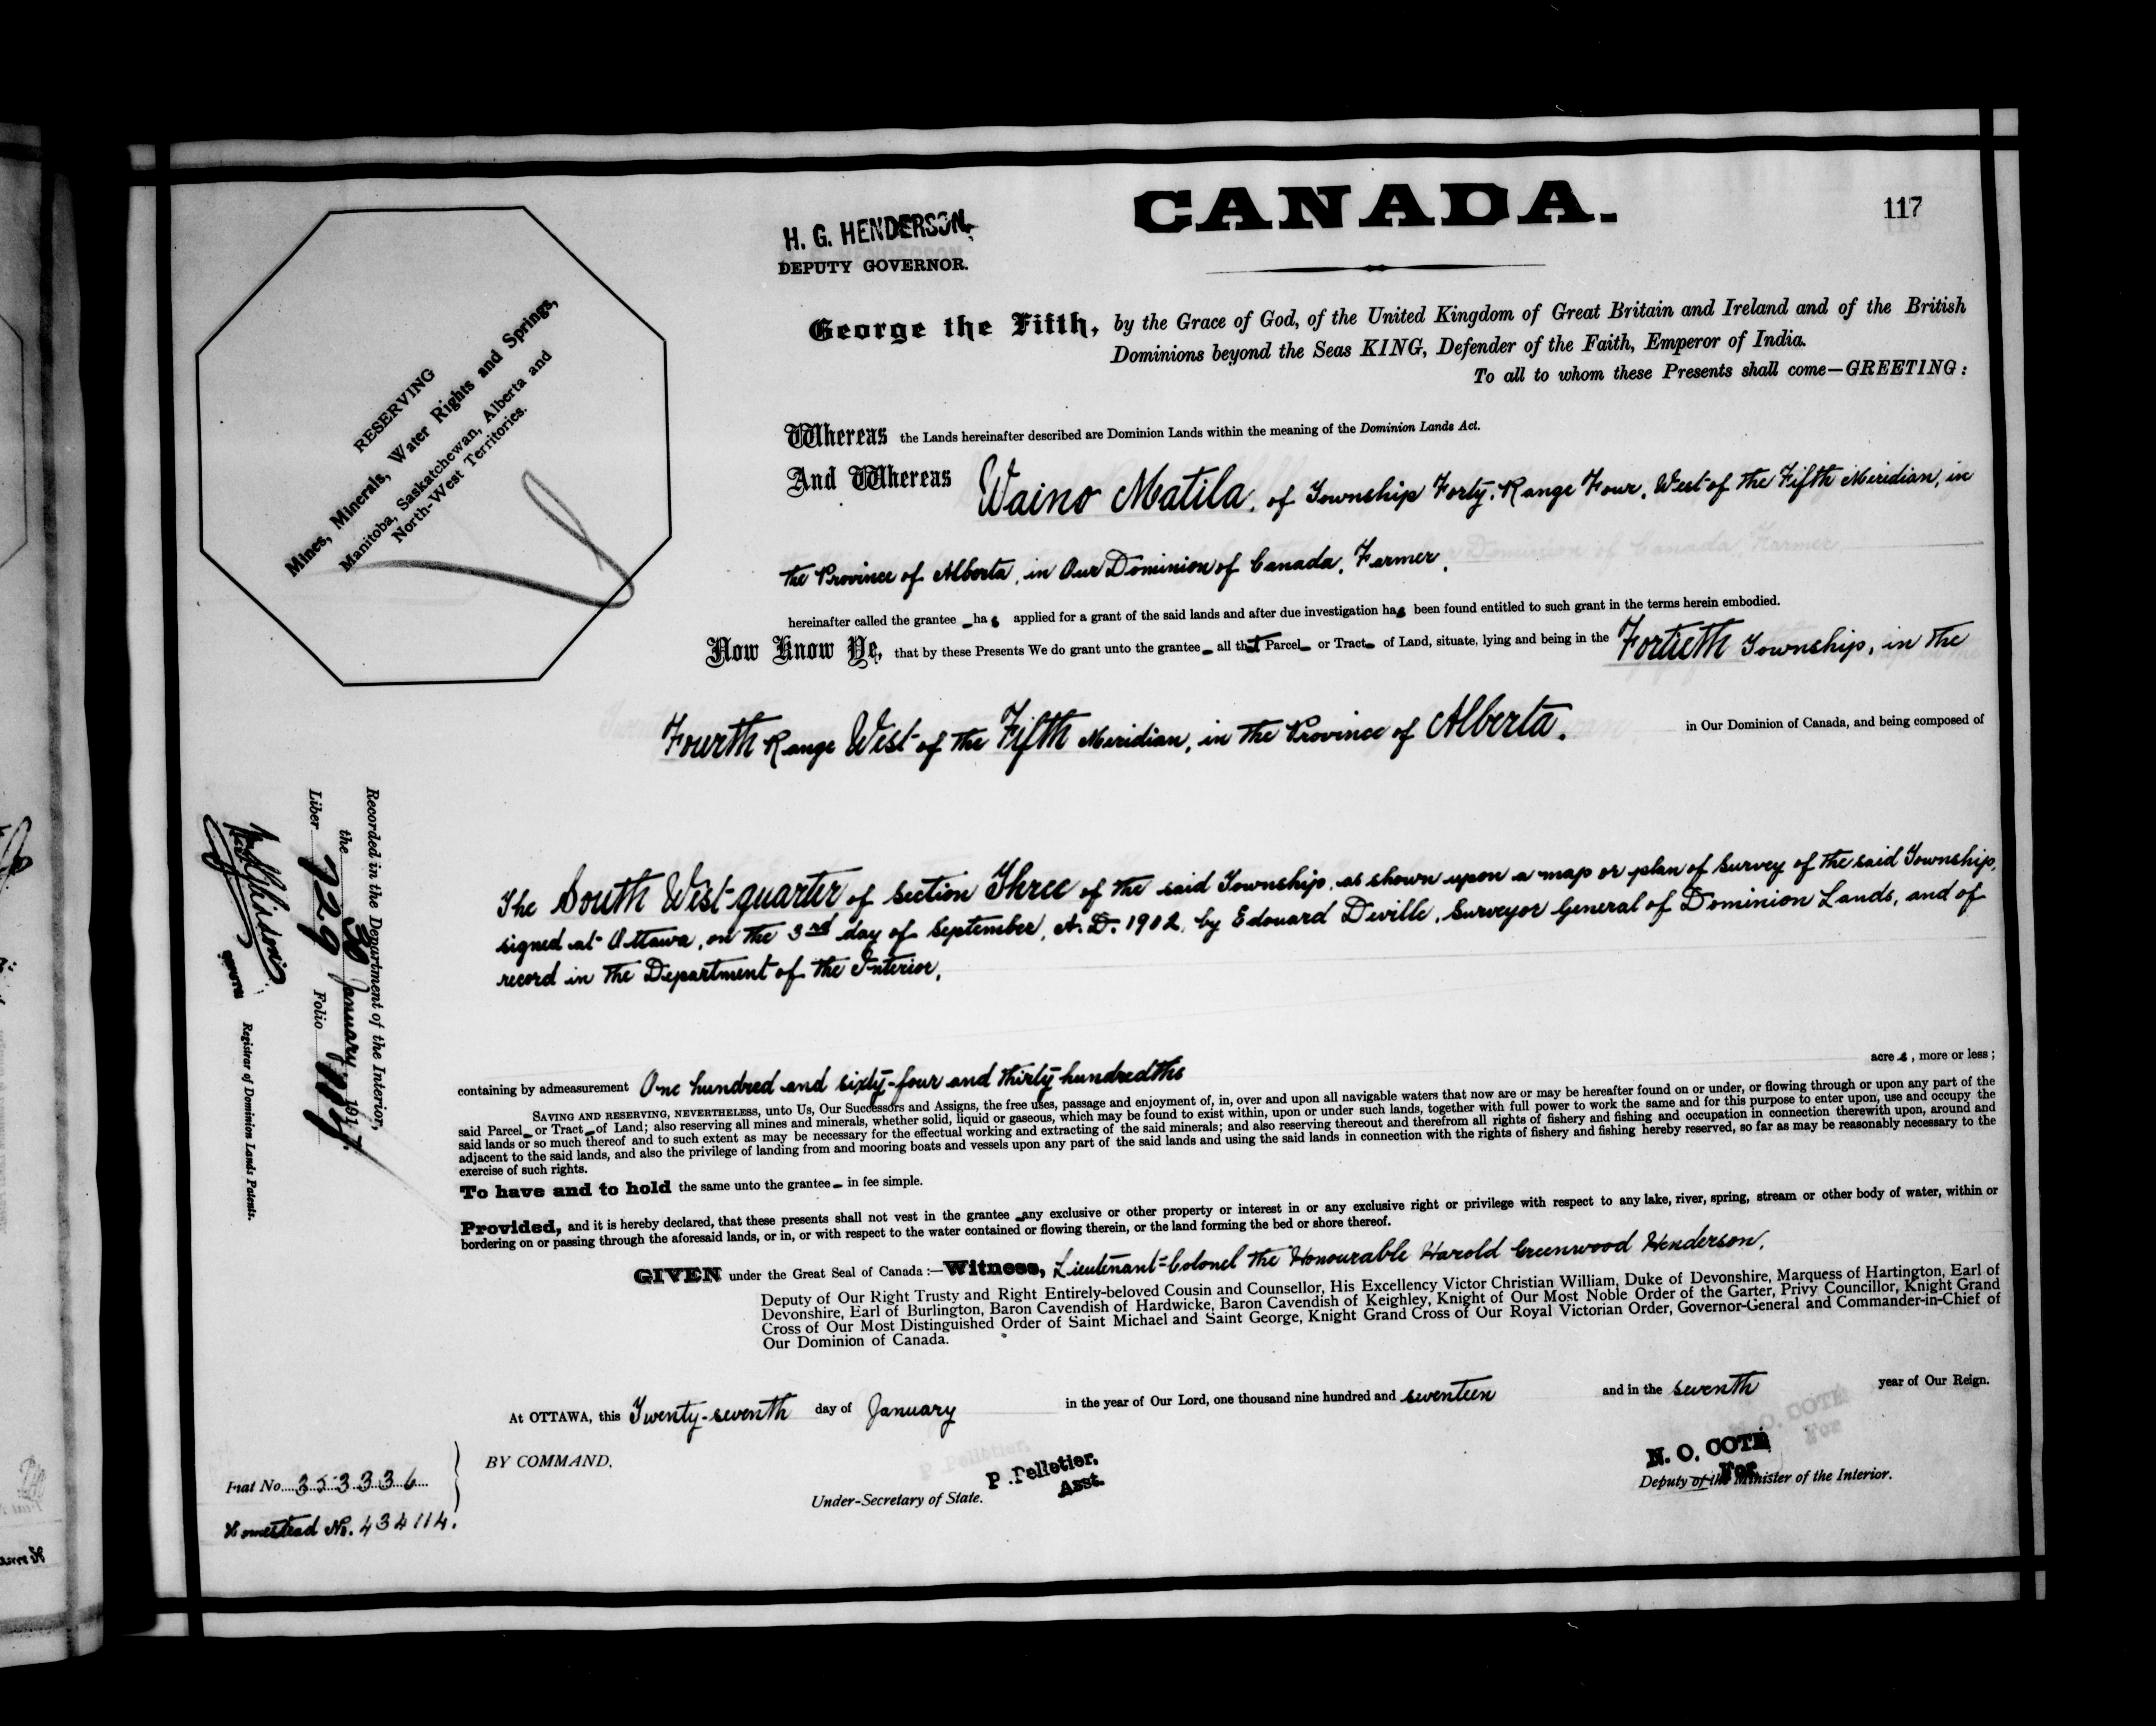 CANADA.
117
H. G. HENDERSON,
DEPUTY GOVERNOR.
RESERVING
Mines, Minerals, Water Rights and Springs,
Manitoba, Saskatchewan, Alberta and
North-West Territories.
George the Fifth, by the Grace of God, of the United Kingdom of Great Britain and Ireland and of the British
Dominions beyond the Seas KING, Defender of the Faith, Emperor of India.
To all to whom these Presents shall come—GREETING:
Whereas the Lands hereinafter described are Dominion Lands within the meaning of the Dominion Lands Act.
And Whereas Waino Matila, of Township Forty, Range Four, West of the Fifth Meridian, in
the Province of Alberta, in Our Dominion of Canada, Farmer,
hereinafter called the grantee has applied for a grant of the said lands and after due investigation has been found entitled to such grant in the terms herein embodied.
Now Know Ye, that by these Presents We do grant unto the grantee all that Parcel or Tract of Land, situate, lying and being in the Fortieth Township, in the
Fourth Range West of the Fifth Meridian, in the Province of Alberta, in Our Dominion of Canada, and being composed of
The South West quarter of Section Three of the said Township, as shown upon a map or plan of survey of the said Township,
signed at Ottawa, on the 3rd day of September, A.D. 1902, by Edouard Deville, Surveyor General of Dominion Lands, and of
record in the Department of the Interior,
containing by admeasurement One hundred and sixty-four and thirty hundredths acres, more or less;
SAVING AND RESERVING, NEVERTHELESS, unto Us, Our Successors and Assigns, the free uses, passage and enjoyment of, in, over and upon all navigable waters that now are or may be hereafter found on or under, or flowing through or upon any part of the
said Parcel or Tract of Land; also reserving all mines and minerals, whether solid, liquid or gaseous, which may be found to exist within, upon or under such lands, together with full power to work the same and for this purpose to enter upon, use and occupy the
said lands or so much thereof and to such extent as may be necessary for the effectual working and extracting of the said minerals; and also reserving thereout and therefrom all rights of fishery and fishing and occupation in connection therewith upon, around and
adjacent to the said lands, and also the privilege of landing from and mooring boats and vessels upon any part of the said lands and using the said lands in connection with the rights of fishery and fishing hereby reserved, so far as may be reasonably necessary to the
exercise of such rights.
To have and to hold the same unto the grantee in fee simple.
Provided, and it is hereby declared, that these presents shall not vest in the grantee any exclusive or other property or interest in or any exclusive right or privilege with respect to any lake, river, spring, stream or other body of water, within or
bordering on or passing through the aforesaid lands, or in, or with respect to the water contained or flowing therein, or the land forming the bed or shore thereof.
GIVEN under the Great Seal of Canada:—Witness, Lieutenant-Colonel the Honourable Harold Greenwood Henderson,
Deputy of Our Right Trusty and Right Entirely-beloved Cousin and Counsellor, His Excellency Victor Christian William, Duke of Devonshire, Marquess of Hartington, Earl of
Devonshire, Earl of Burlington, Baron Cavendish of Hardwicke, Baron Cavendish of Keighley, Knight of Our Most Noble Order of the Garter, Privy Councillor, Knight Grand
Cross of Our Most Distinguished Order of Saint Michael and Saint George, Knight Grand Cross of Our Royal Victorian Order, Governor-General and Commander-in-Chief of
Our Dominion of Canada.
At OTTAWA, this Twenty-seventh day of January in the year of Our Lord, one thousand nine hundred and seventeen and in the seventh year of Our Reign.
BY COMMAND,
P. Pelletier,
Asst.
Under-Secretary of State.
N. O. COTÉ
For
Deputy of the Minister of the Interior.
Fiat No. 353336
Homestead No. 434114.
Recorded in the Department of the Interior,
the 30 January 1917.
Liber 729 Folio 117
Registrar of Dominion Lands Patents.